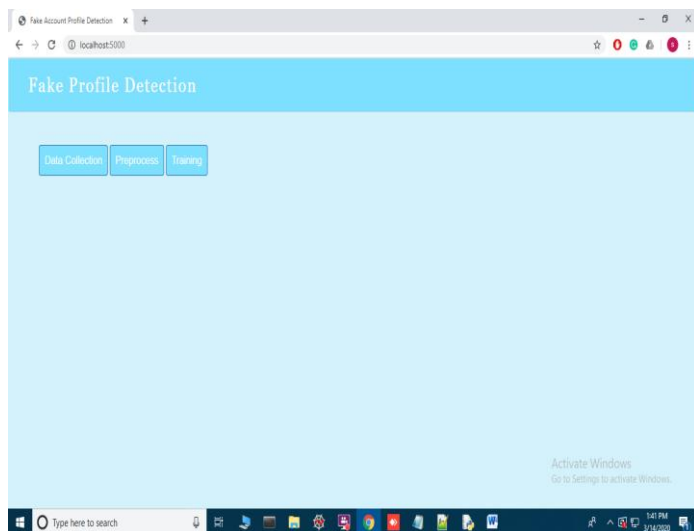 Fake Account Profile Detection
localhost:5000
Fake Profile Detection
Data Collection Preprocess Training
Activate Windows
Go to Settings to activate Windows.
Type here to search
1:41 PM
3/14/2020